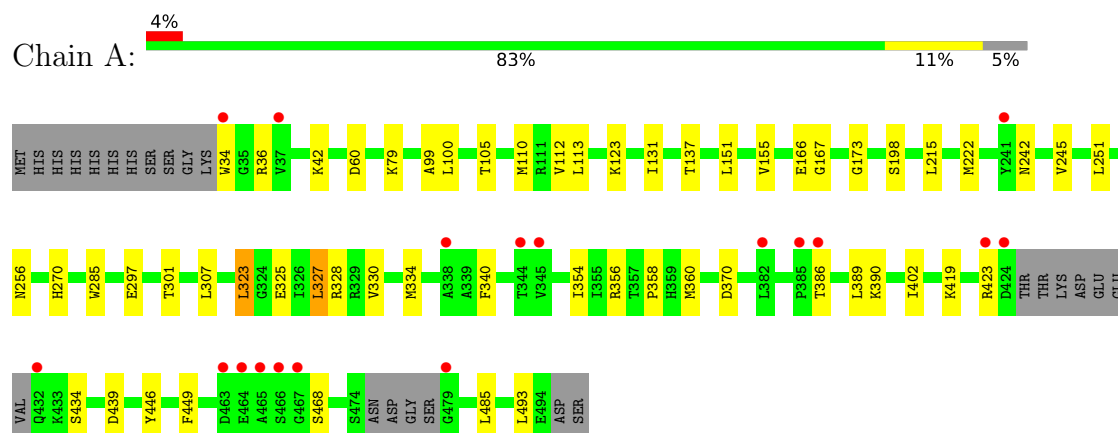 4%
Chain A:
83% 11% 5%
MET HIS HIS HIS HIS HIS HIS SER SER GLY LYS W34 G35 R36 V37 K42 D60 K79 A99 L100 T105 M110 R111 V112 L113 K123 I131 T137 L151 V155 E166 G167 G173 S198 L215 M222 Y241 N242 V245 L251
N256 H270 W285 E297 T301 L307 L323 G324 E325 I326 L327 R328 R329 V330 M334 A338 A339 F340 T344 V345 I354 I355 R356 T357 P358 H359 M360 D370 L382 P385 T386 L389 K390 I402 K419 R423 D424 THR THR LYS ASP GLU GLU
VAL Q432 K433 S434 D439 Y446 F449 D463 E464 A465 S466 G467 S468 S474 ASN ASP GLY SER G479 L485 L493 E494 ASP SER